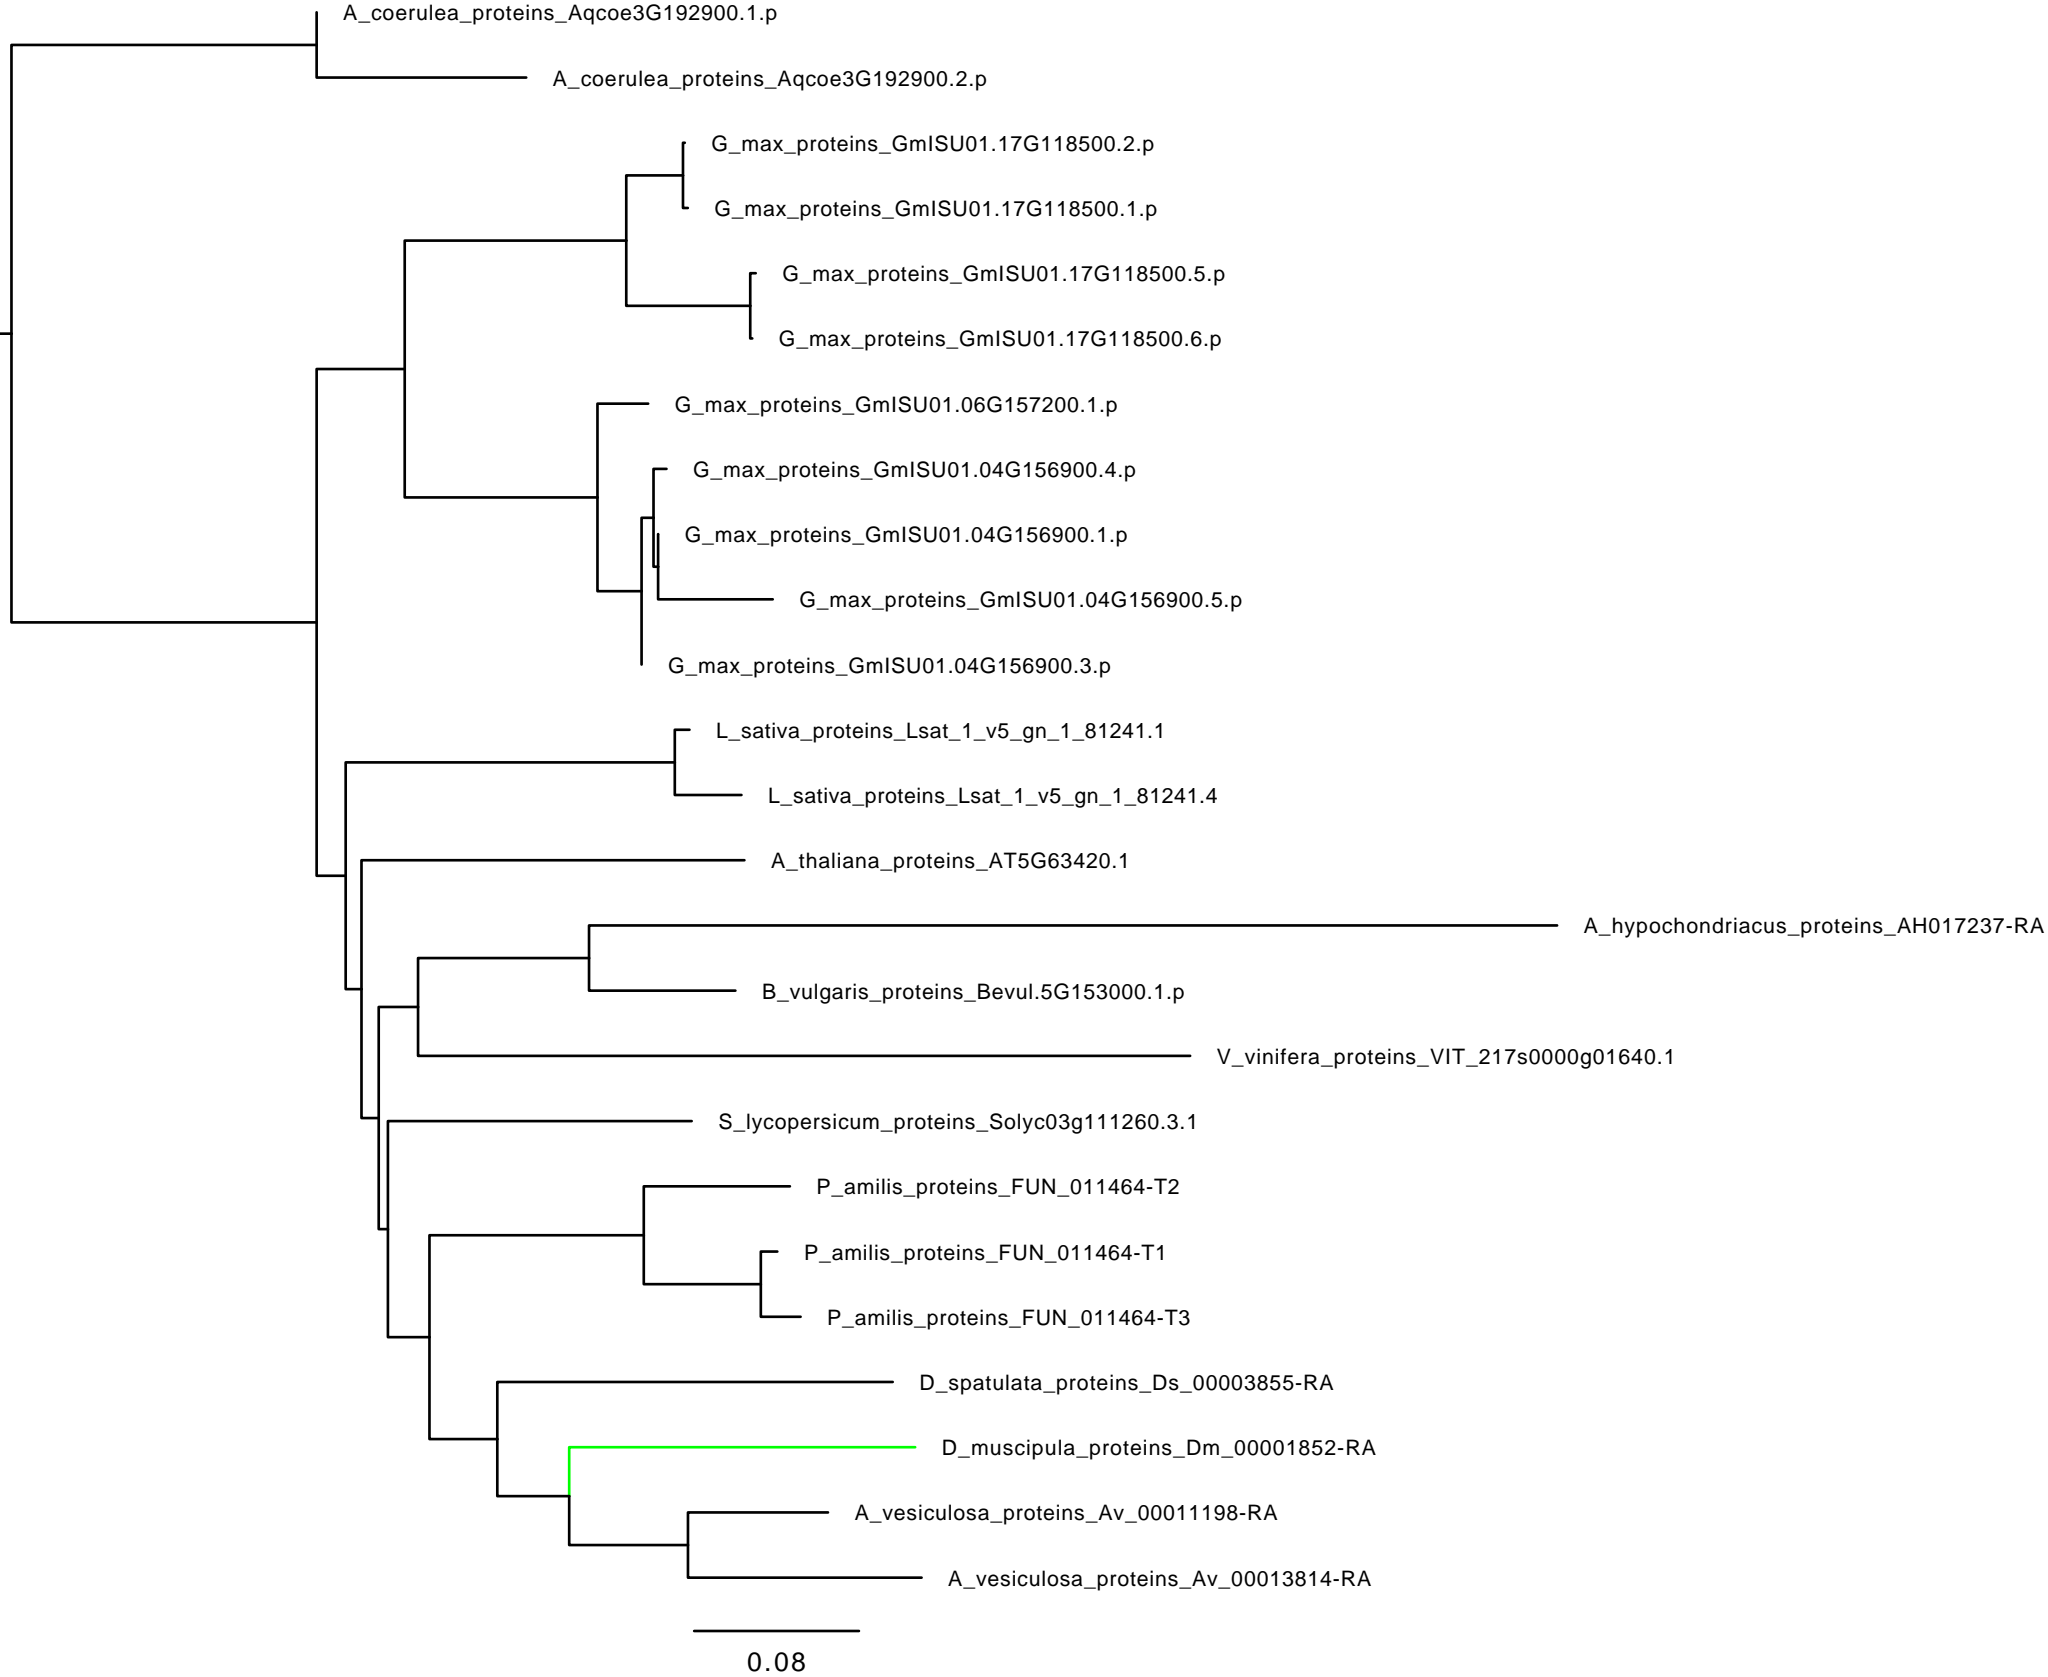 A_coerulea_proteins_Aqcoe3G192900.1.p
A_coerulea_proteins_Aqcoe3G192900.2.p
G_max_proteins_GmISU01.17G118500.2.p
G_max_proteins_GmISU01.17G118500.1.p
G_max_proteins_GmISU01.17G118500.5.p
G_max_proteins_GmISU01.17G118500.6.p
G_max_proteins_GmISU01.06G157200.1.p
G_max_proteins_GmISU01.04G156900.4.p
G_max_proteins_GmISU01.04G156900.1.p
G_max_proteins_GmISU01.04G156900.5.p
G_max_proteins_GmISU01.04G156900.3.p
L_sativa_proteins_Lsat_1_v5_gn_1_81241.1
L_sativa_proteins_Lsat_1_v5_gn_1_81241.4
A_thaliana_proteins_AT5G63420.1
A_hypochondriacus_proteins_AH017237-RA
B_vulgaris_proteins_Bevul.5G153000.1.p
V_vinifera_proteins_VIT_217s0000g01640.1
S_lycopersicum_proteins_Solyc03g111260.3.1
P_amilis_proteins_FUN_011464-T2
P_amilis_proteins_FUN_011464-T1
P_amilis_proteins_FUN_011464-T3
D_spatulata_proteins_Ds_00003855-RA
D_muscipula_proteins_Dm_00001852-RA
A_vesiculosa_proteins_Av_00011198-RA
A_vesiculosa_proteins_Av_00013814-RA
0.08